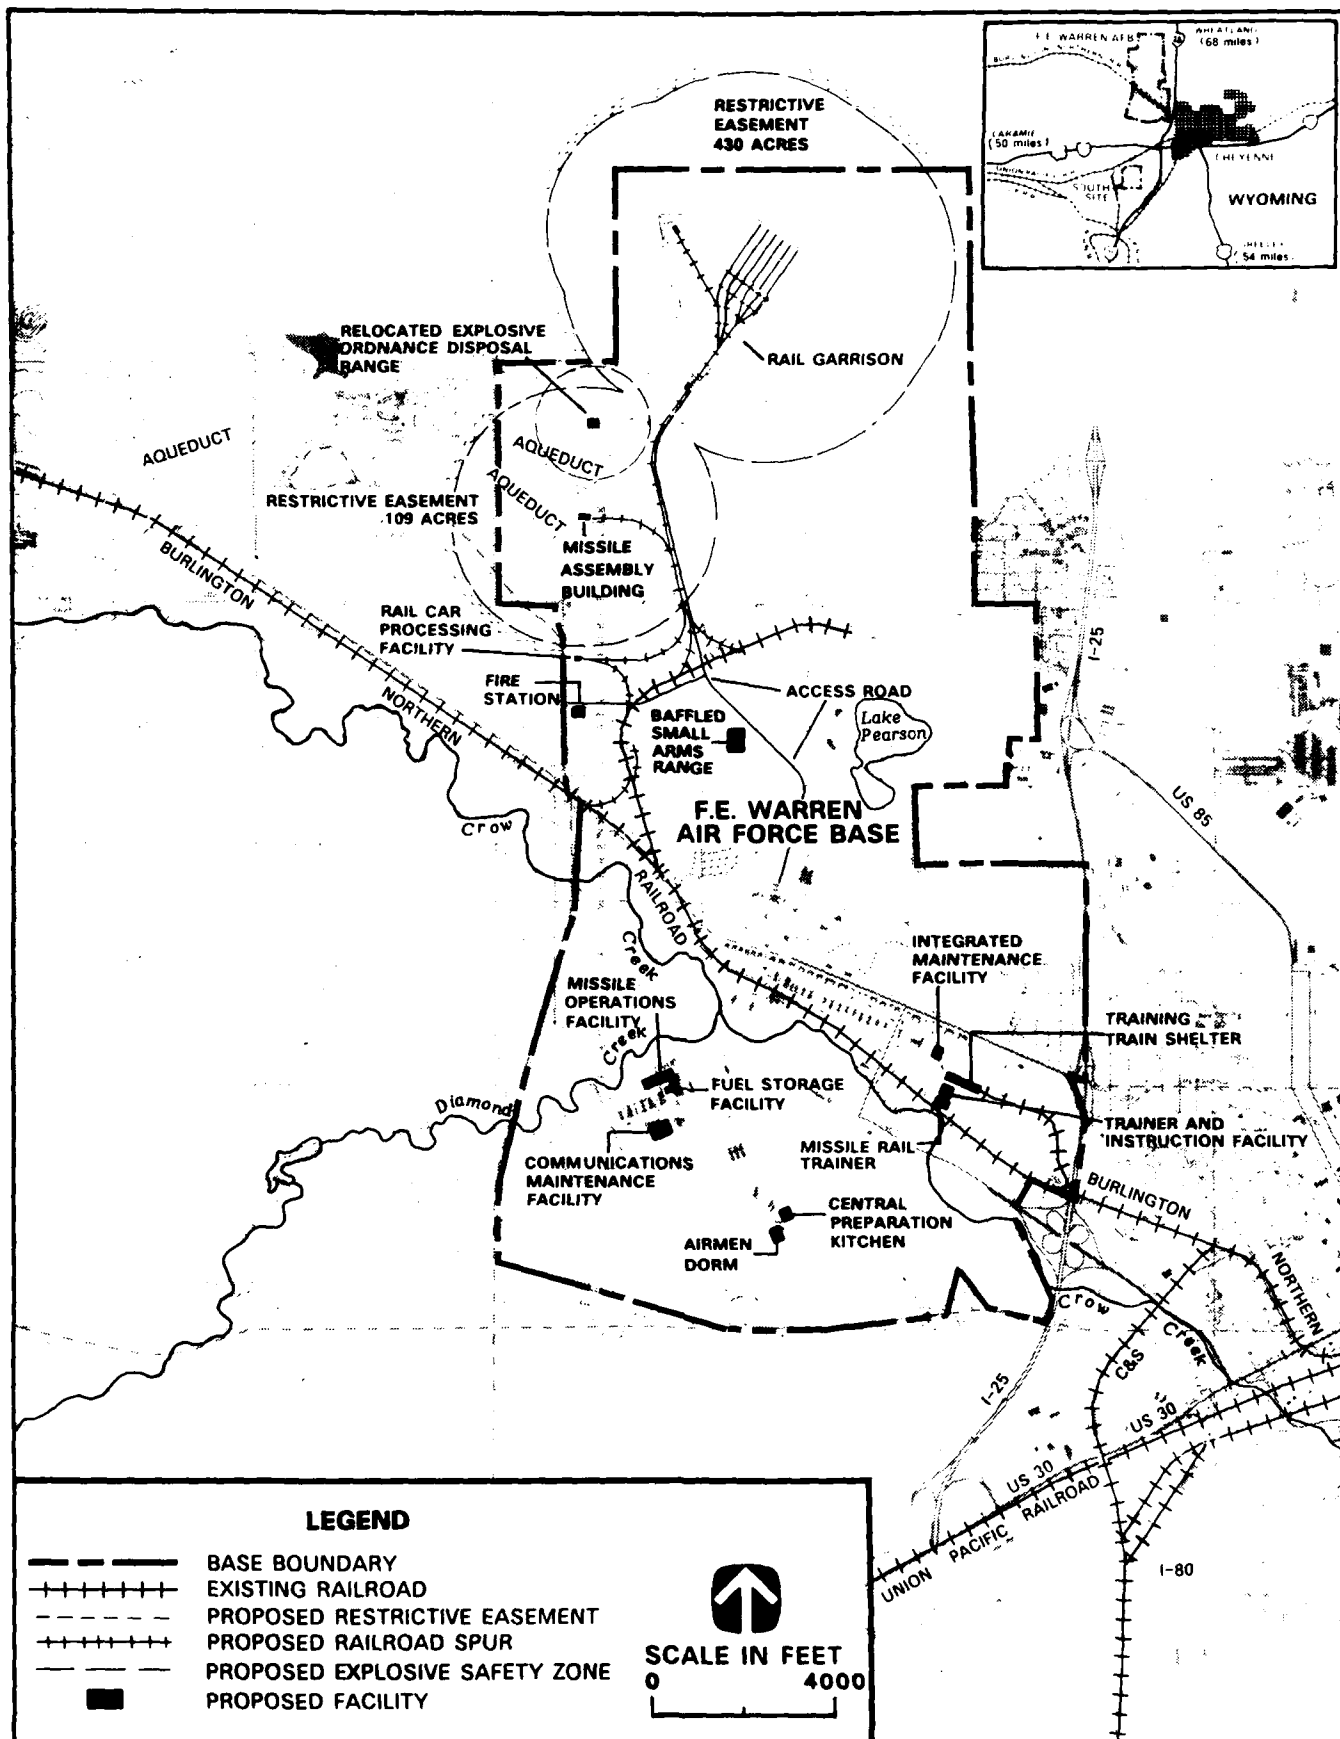 RESTRICTIVE
EASEMENT
430 ACRES
F.E. WARREN AFB
WHEATLAND
(68 miles)
LARAMIE
(50 miles)
CHEYENNE
SOUTH
SITE
WYOMING
GREELEY
54 miles
RELOCATED EXPLOSIVE
ORDNANCE DISPOSAL
RANGE
RAIL GARRISON
AQUEDUCT
AQUEDUCT
AQUEDUCT
RESTRICTIVE EASEMENT
109 ACRES
BURLINGTON
NORTHERN
RAILROAD
MISSILE
ASSEMBLY
BUILDING
RAIL CAR
PROCESSING
FACILITY
FIRE
STATION
ACCESS ROAD
BAFFLED
SMALL
ARMS
RANGE
Lake
Pearson
I-25
US 85
F.E. WARREN
AIR FORCE BASE
Crow
Creek
INTEGRATED
MAINTENANCE
FACILITY
MISSILE
OPERATIONS
FACILITY
TRAINING
TRAIN SHELTER
Diamond
Creek
FUEL STORAGE
FACILITY
TRAINER AND
INSTRUCTION FACILITY
MISSILE RAIL
TRAINER
COMMUNICATIONS
MAINTENANCE
FACILITY
CENTRAL
PREPARATION
KITCHEN
AIRMEN
DORM
BURLINGTON
NORTHERN
Crow
Creek
C&S
I-25
US 30
US 30
UNION PACIFIC RAILROAD
I-80
LEGEND
BASE BOUNDARY
EXISTING RAILROAD
PROPOSED RESTRICTIVE EASEMENT
PROPOSED RAILROAD SPUR
PROPOSED EXPLOSIVE SAFETY ZONE
PROPOSED FACILITY
SCALE IN FEET
0 4000